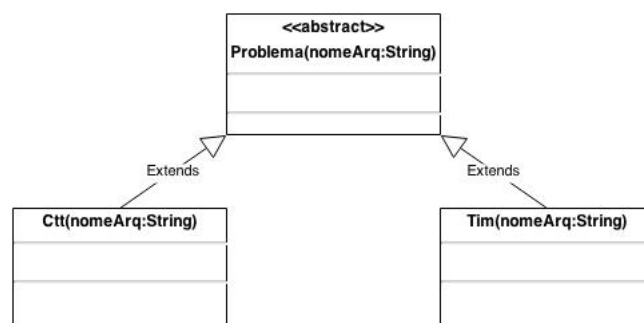 <<abstract>>
Problema(nomeArq:String)
Extends
Extends
Ctt(nomeArq:String)
Tim(nomeArq:String)